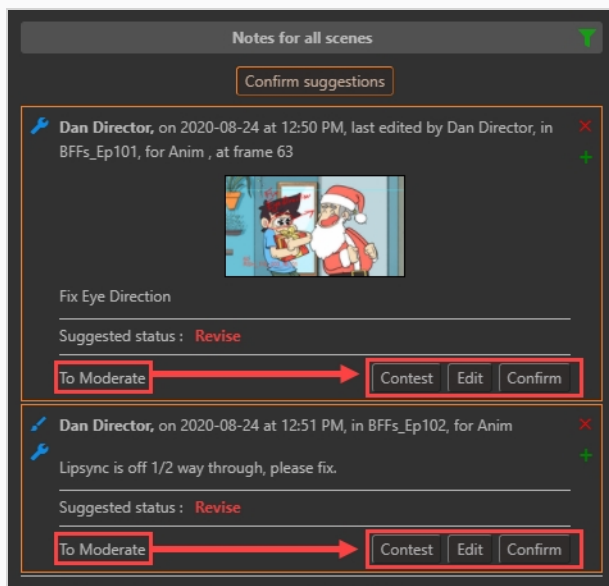 Notes for all scenes
Confirm suggestions
Dan Director, on 2020-08-24 at 12:50 PM, last edited by Dan Director, in
BFFs_Ep101, for Anim , at frame 63
Fix Eye Direction
Suggested status : Revise
To Moderate Contest Edit Confirm
Dan Director, on 2020-08-24 at 12:51 PM, in BFFs_Ep102, for Anim
Lipsync is off 1/2 way through, please fix.
Suggested status : Revise
To Moderate Contest Edit Confirm